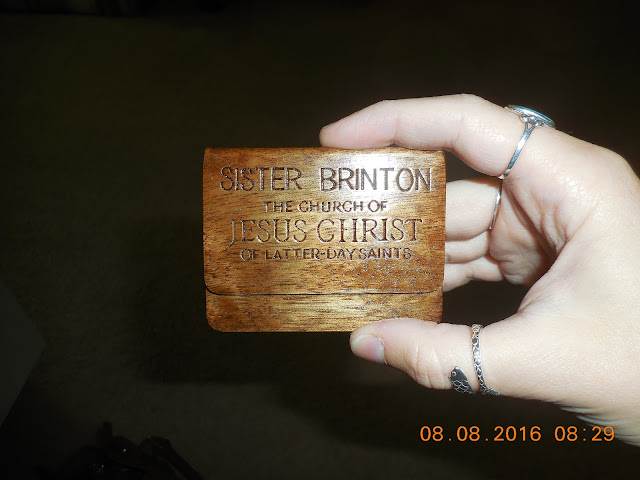 SISTER BRINTON
THE CHURCH OF
JESUS CHRIST
OF LATTER-DAY SAINTS
08.08.2016 08:29